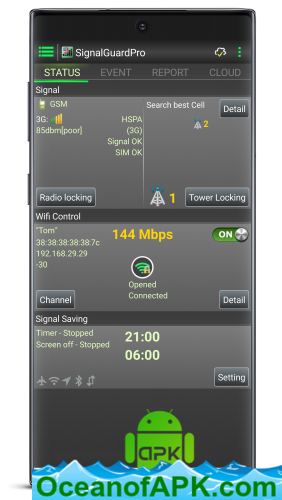 SignalGuardPro
STATUS EVENT REPORT CLOUD
Signal
GSM
3G:
85dbm[poor]
HSPA
(3G)
Signal OK
SIM OK
Search best Cell
2
Detail
Radio locking
1
Tower Locking
Wifi Control
"Tom"
38:38:38:38:38:7c
192.168.29.29
-30
144 Mbps
ON
Opened
Connected
Channel
Detail
Signal Saving
Timer - Stopped
Screen off - Stopped
21:00
06:00
Setting
apk
OceanofAPK.com